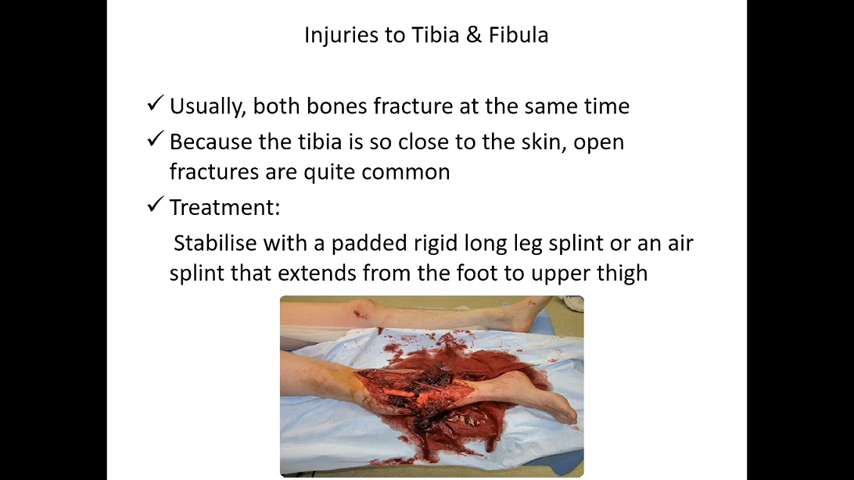 Injuries to Tibia & Fibula
✓ Usually, both bones fracture at the same time
✓ Because the tibia is so close to the skin, open
fractures are quite common
✓ Treatment:
Stabilise with a padded rigid long leg splint or an air
splint that extends from the foot to upper thigh